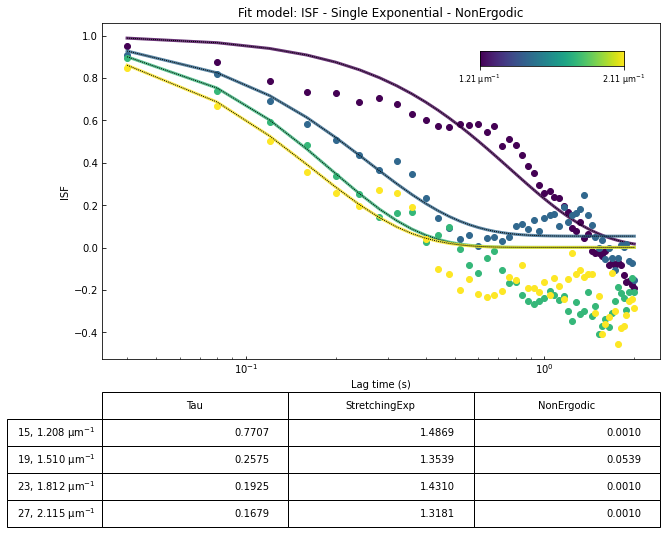 Fit model: ISF - Single Exponential - NonErgodic
1.0
0.8
0.6
0.4
0.2
0.0
−0.2
−0.4
ISF
1.21 μm⁻¹ 2.11 μm⁻¹
10⁻¹ 10⁰
Lag time (s)
Tau StretchingExp NonErgodic
15, 1.208 μm⁻¹ 0.7707 1.4869 0.0010
19, 1.510 μm⁻¹ 0.2575 1.3539 0.0539
23, 1.812 μm⁻¹ 0.1925 1.4310 0.0010
27, 2.115 μm⁻¹ 0.1679 1.3181 0.0010